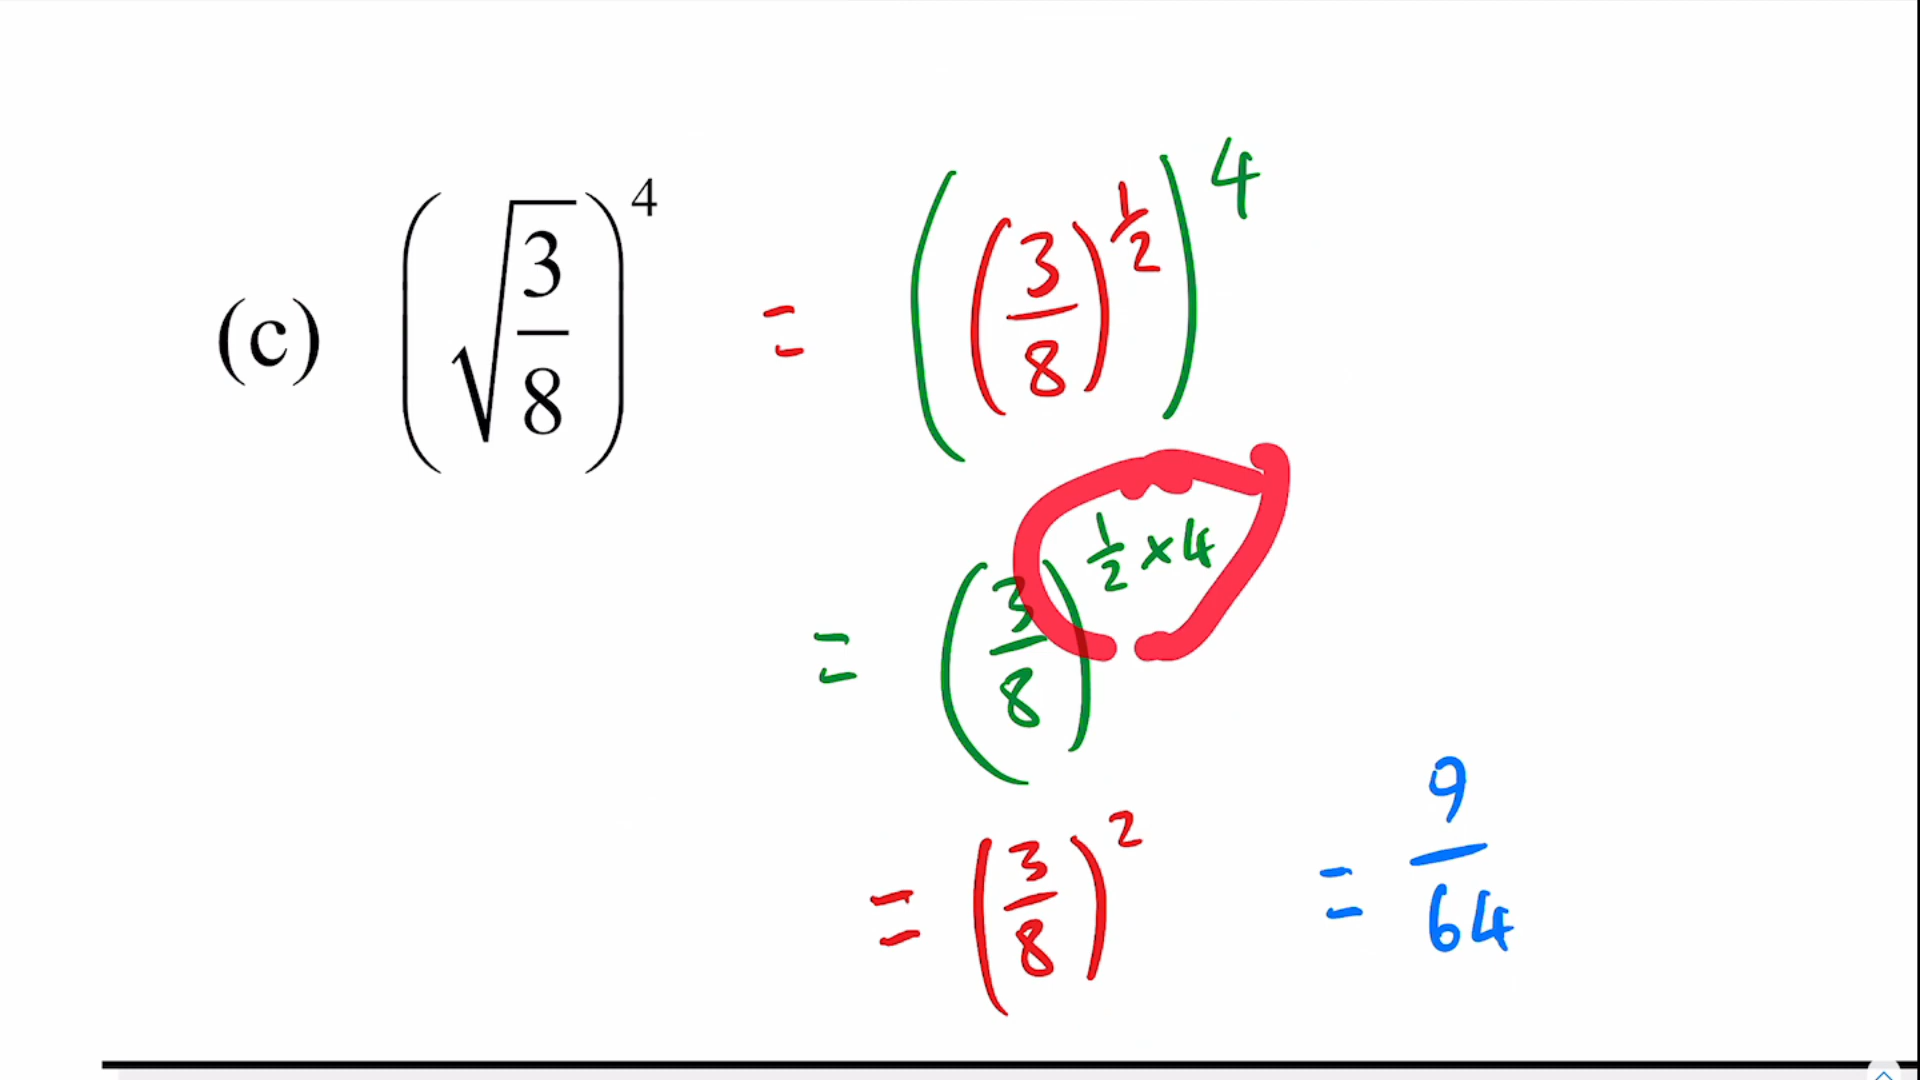 (c) (√(3/8))^4 = ((3/8)^(1/2))^4
= (3/8)^(1/2 × 4)
= (3/8)^2 = 9/64